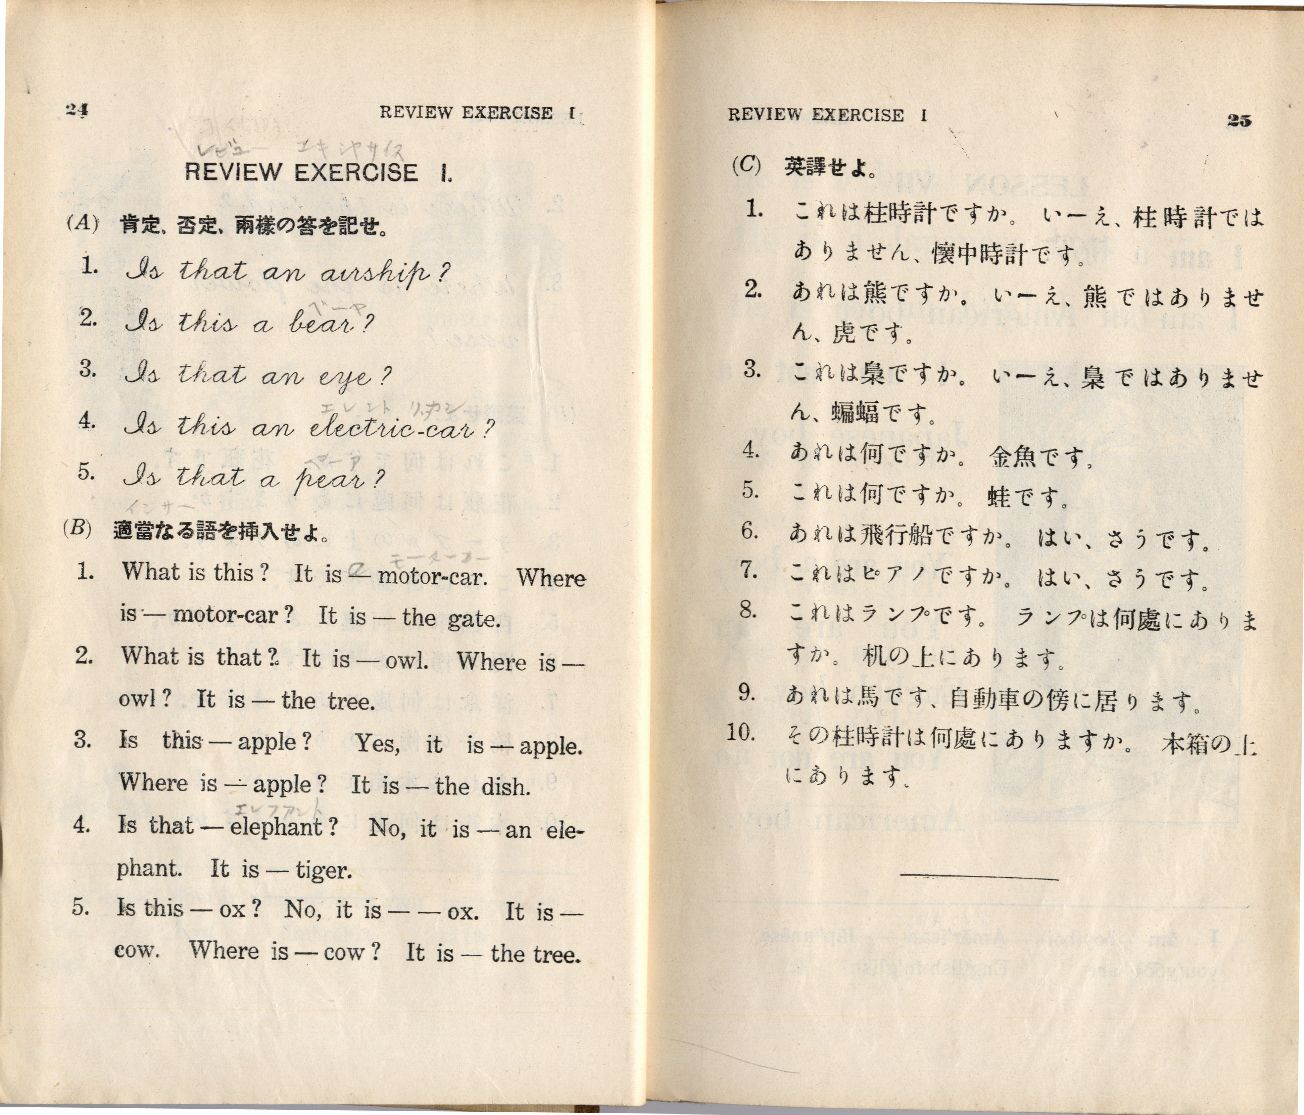 24
REVIEW EXERCISE I
レビュー エキササイズ
REVIEW EXERCISE I.
(A) 肯定、否定、兩樣の答を記せ。
1. Is that an airship?
ベーヤ
2. Is this a bear?
3. Is that an eye?
エレントリカン
4. Is this an electric-car?
ペーア
5. Is that a pear?
インサー
(B) 適當なる語を挿入せよ。
モーターカー
1. What is this? It is — a motor-car. Where
is — motor-car? It is — the gate.
2. What is that? It is — owl. Where is —
owl? It is — the tree.
3. Is this — apple? Yes, it is — apple.
Where is — apple? It is — the dish.
エレフアント
4. Is that — elephant? No, it is — an ele-
phant. It is — tiger.
5. Is this — ox? No, it is — — ox. It is —
cow. Where is — cow? It is — the tree.
REVIEW EXERCISE I
25
(C) 英譯せよ。
1. これは柱時計ですか。 いーえ、柱時計では
ありません、懷中時計です。
2. あれは熊ですか。 いーえ、熊ではありませ
ん、虎です。
3. これは梟ですか。 いーえ、梟ではありませ
ん、蝙蝠です。
4. あれは何ですか。 金魚です。
5. これは何ですか。 蛙です。
6. あれは飛行船ですか。 はい、さうです。
7. これはピアノですか。 はい、さうです。
8. これはランプです。 ランプは何處にありま
すか。 机の上にあります。
9. あれは馬です、自動車の傍に居ります。
10. その柱時計は何處にありますか。 本箱の上
にあります。